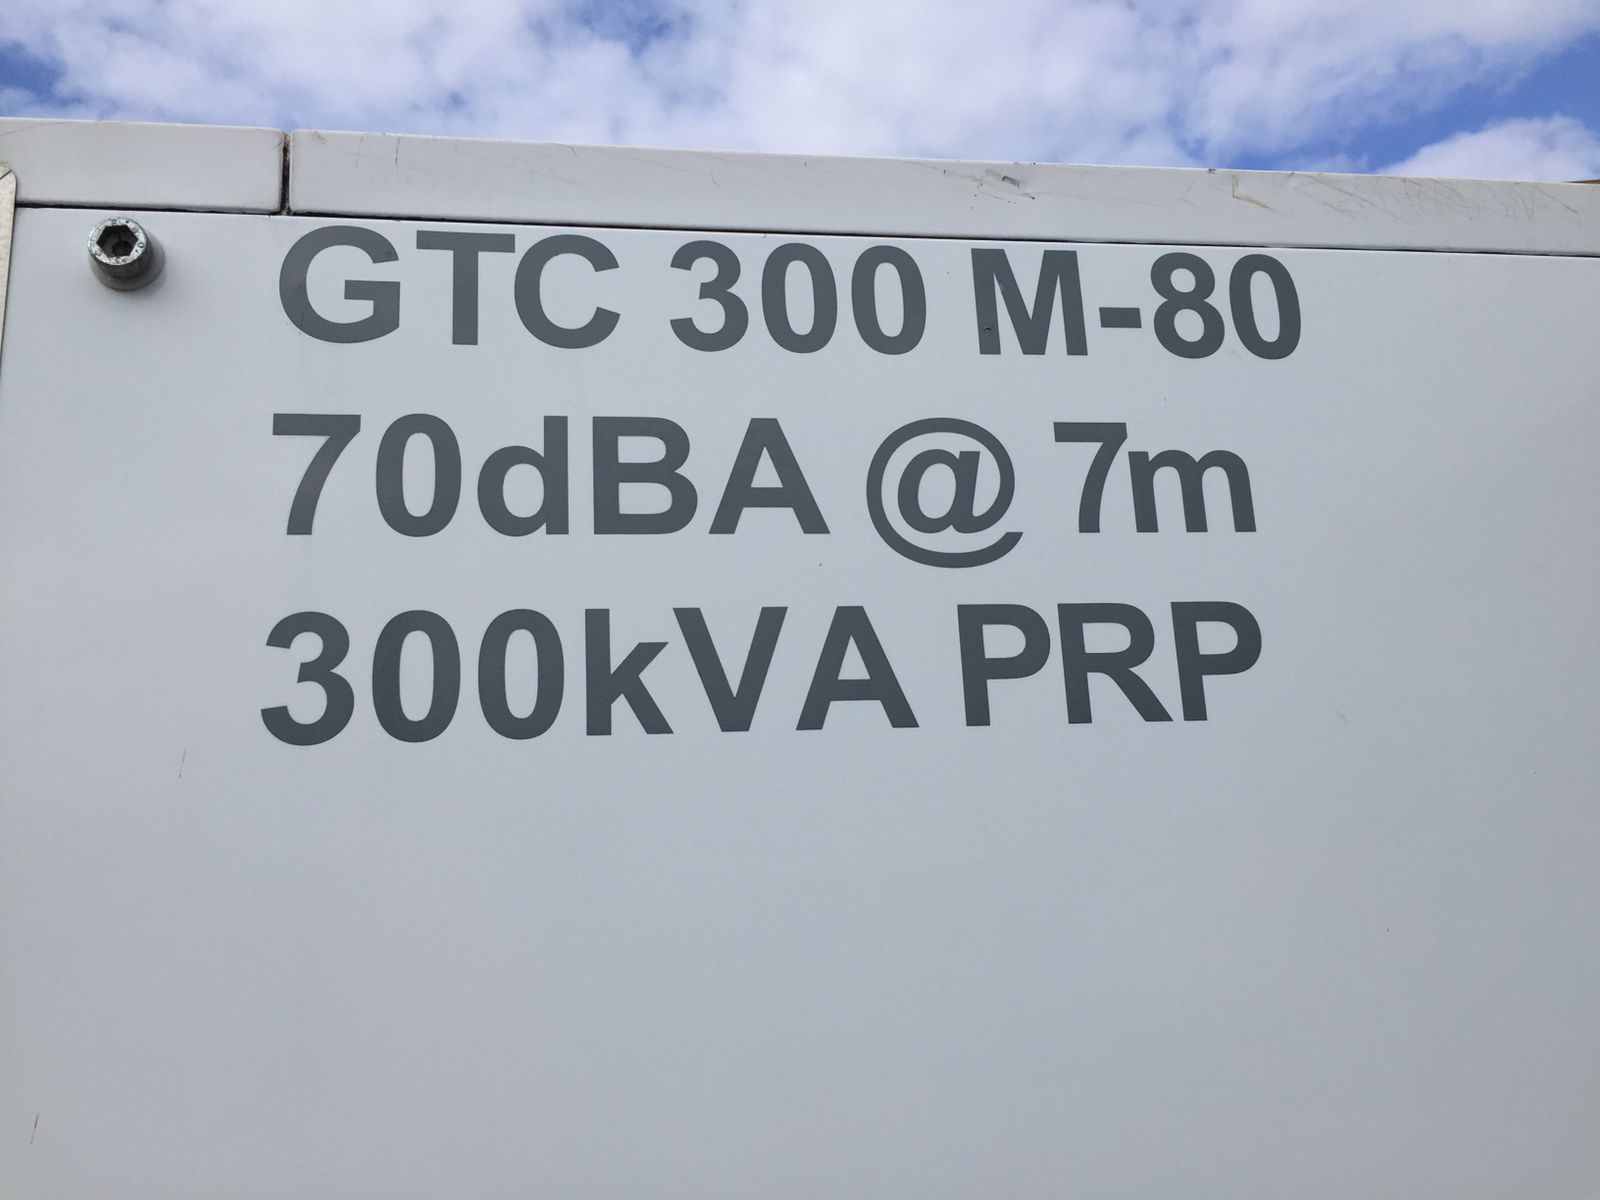 GTC 300 M-80
70dBA @ 7m
300kVA PRP